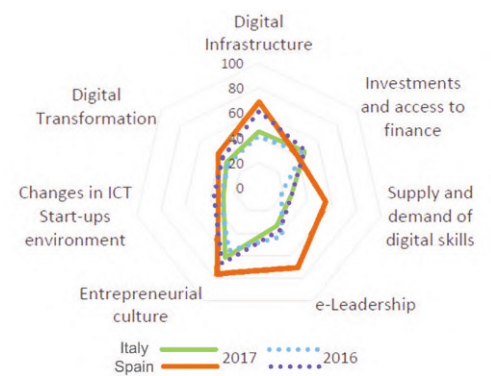 Digital
Infrastructure
100
80
60
40
20
0
Investments
and access to
finance
Supply and
demand of
digital skills
e-Leadership
Entrepreneurial
culture
Changes in ICT
Start-ups
environment
Digital
Transformation
Italy
Spain
2017
2016